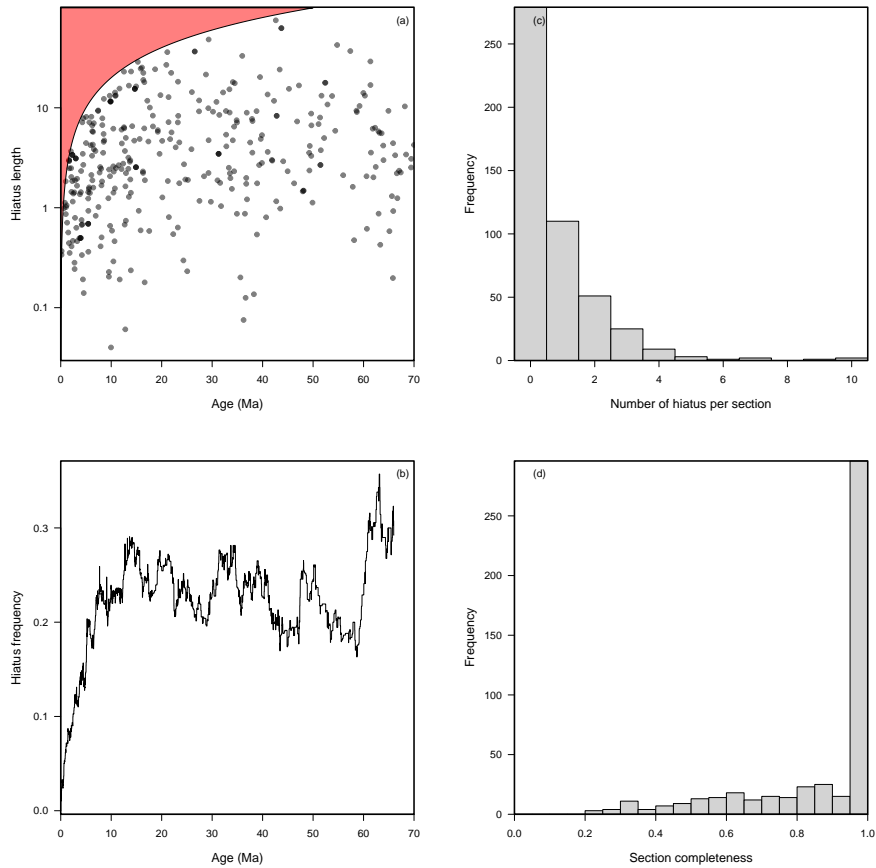 (a)
Hiatus length
10
1
0.1
0 10 20 30 40 50 60 70
Age (Ma)
(c)
Frequency
250
200
150
100
50
0
0 2 4 6 8 10
Number of hiatus per section
(b)
Hiatus frequency
0.3
0.2
0.1
0.0
0 10 20 30 40 50 60 70
Age (Ma)
(d)
Frequency
250
200
150
100
50
0
0.0 0.2 0.4 0.6 0.8 1.0
Section completeness